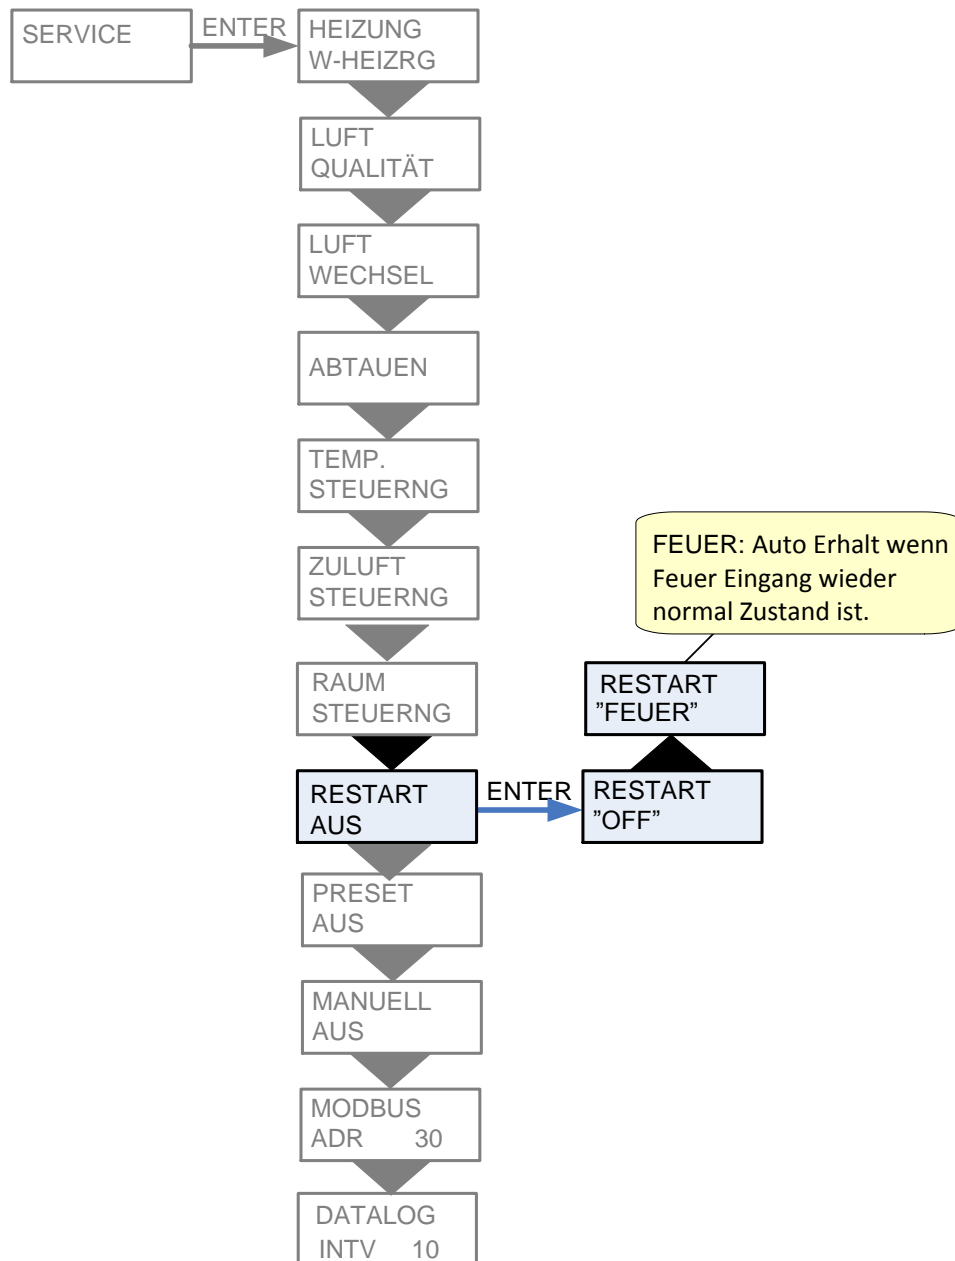 SERVICE
ENTER
HEIZUNG
W-HEIZRG
LUFT
QUALITÄT
LUFT
WECHSEL
ABTAUEN
TEMP.
STEUERNG
ZULUFT
STEUERNG
FEUER: Auto Erhalt wenn
Feuer Eingang wieder
normal Zustand ist.
RAUM
STEUERNG
RESTART
”FEUER”
RESTART
AUS
ENTER
RESTART
”OFF”
PRESET
AUS
MANUELL
AUS
MODBUS
ADR 30
DATALOG
INTV 10